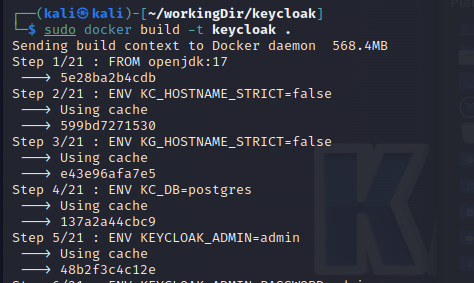 (kali㉿kali)-[~/workingDir/keycloak]
$ sudo docker build -t keycloak .
Sending build context to Docker daemon  568.4MB
Step 1/21 : FROM openjdk:17
 ---> 5e28ba2b4cdb
Step 2/21 : ENV KC_HOSTNAME_STRICT=false
 ---> Using cache
 ---> 599bd7271530
Step 3/21 : ENV KG_HOSTNAME_STRICT=false
 ---> Using cache
 ---> e43e96afa7e5
Step 4/21 : ENV KC_DB=postgres
 ---> Using cache
 ---> 137a2a44cbc9
Step 5/21 : ENV KEYCLOAK_ADMIN=admin
 ---> Using cache
 ---> 48b2f3c4c12e